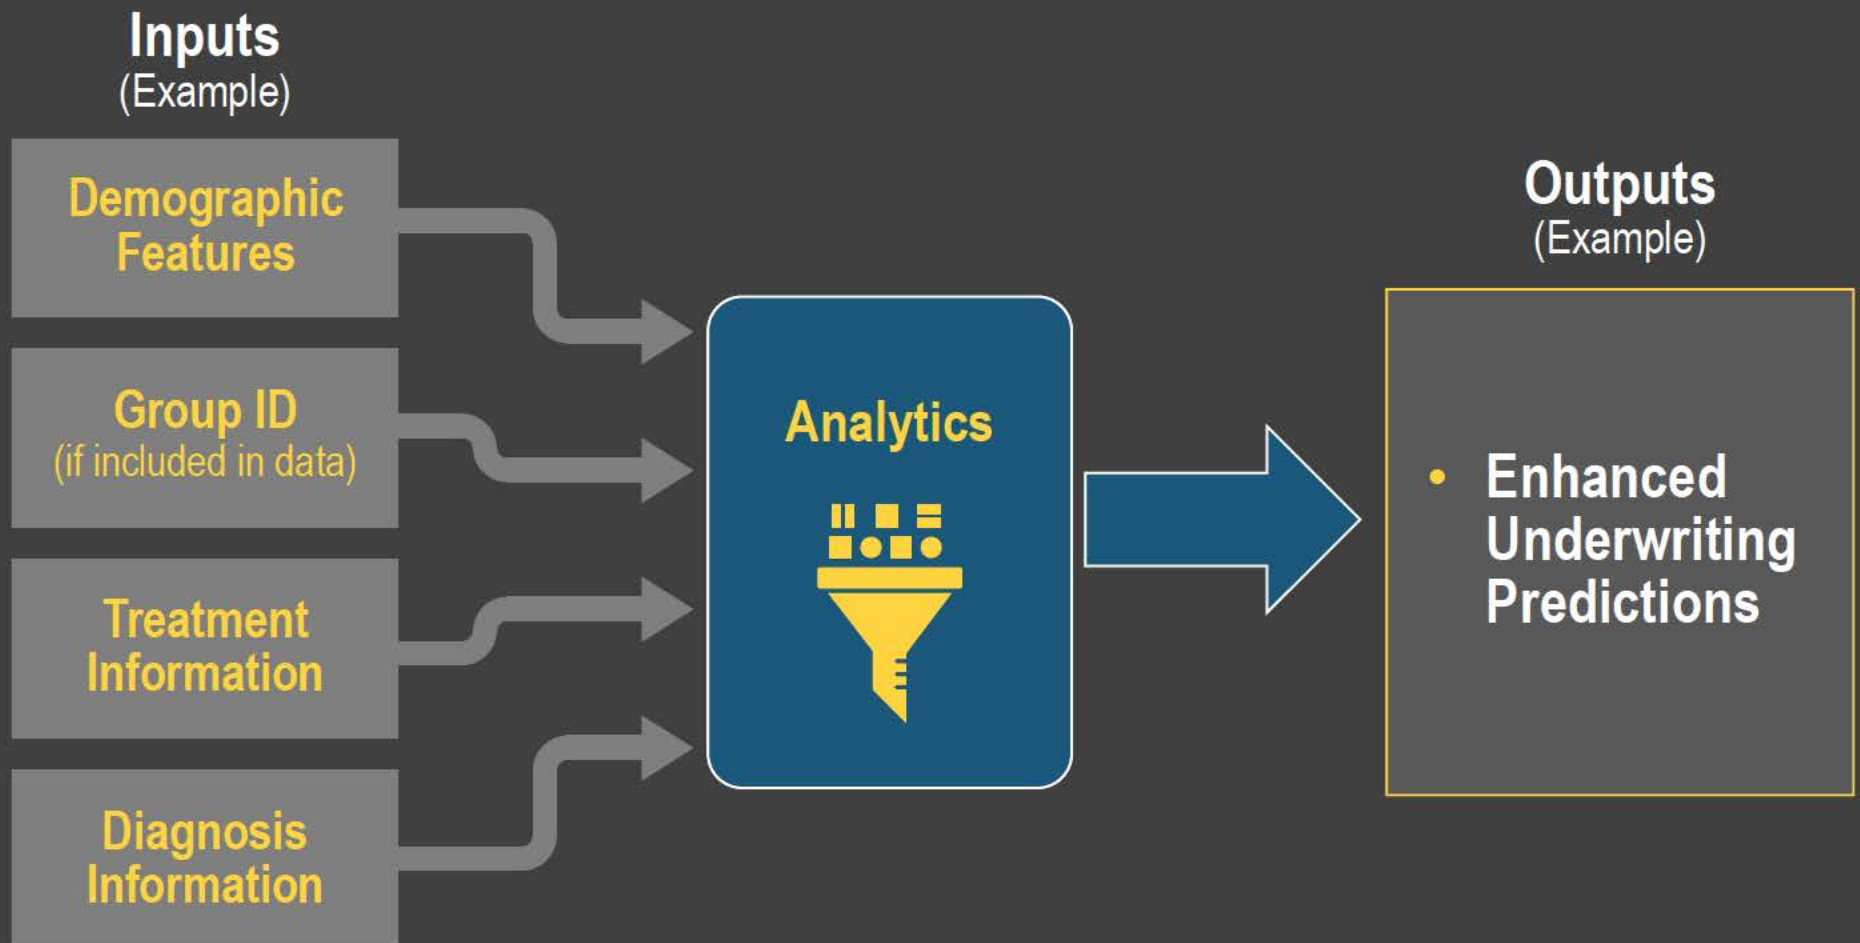 Inputs
(Example)
Demographic
Features
Group ID
(if included in data)
Treatment
Information
Diagnosis
Information
Analytics
Outputs
(Example)
• Enhanced
Underwriting
Predictions